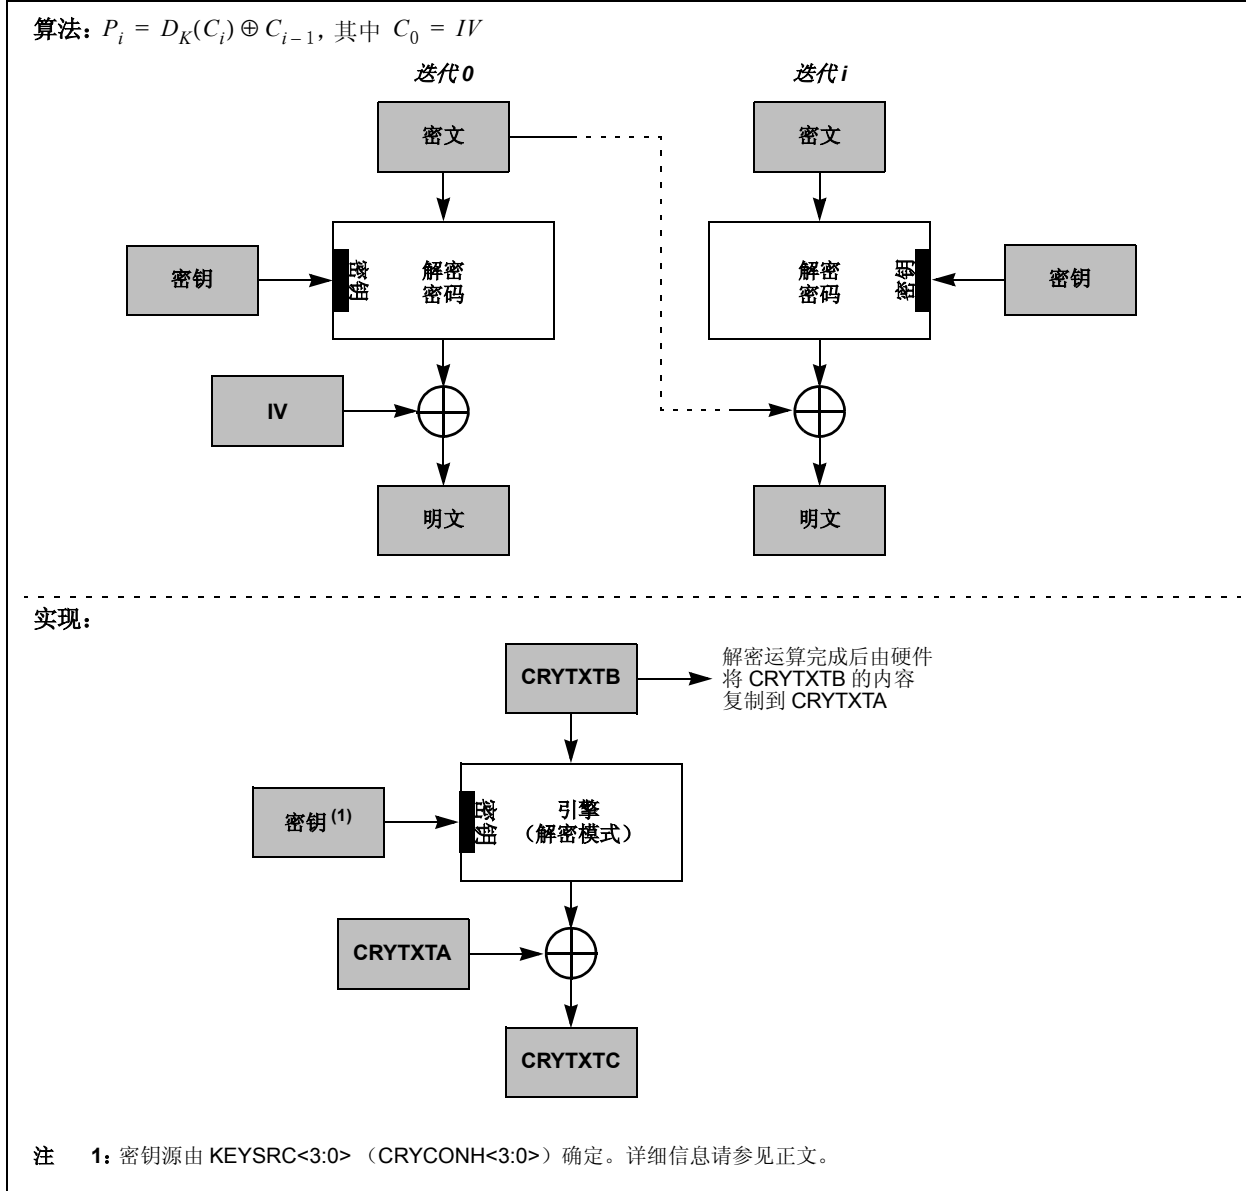 算法：P_i = D_K(C_i) ⊕ C_{i–1}, 其中 C_0 = IV
迭代 0
迭代 i
密文
密文
密钥
密钥
解密
密码
解密
密码
密钥
密钥
IV
明文
明文
实现：
CRYTXTB
解密运算完成后由硬件
将 CRYTXTB 的内容
复制到 CRYTXTA
密钥(1)
密钥
引擎
（解密模式）
CRYTXTA
CRYTXTC
注 1: 密钥源由 KEYSRC<3:0> （CRYCONH<3:0>）确定。详细信息请参见正文。